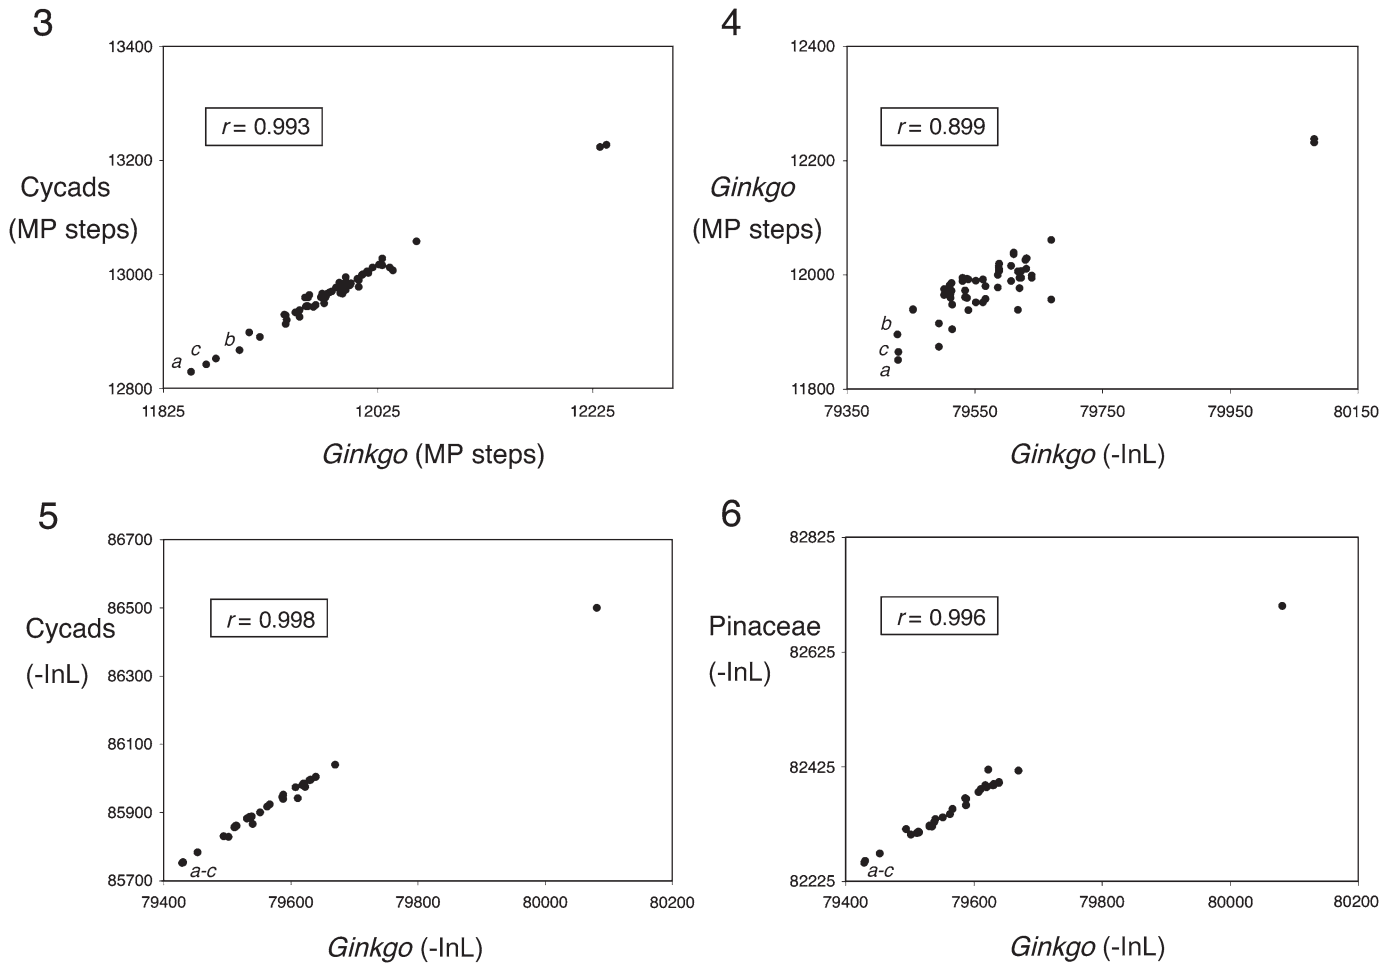 3
13400
13200
13000
12800
r = 0.993
Cycads
(MP steps)
a
c
b
11825
12025
12225
Ginkgo (MP steps)
4
12400
12200
12000
11800
r = 0.899
Ginkgo
(MP steps)
b
c
a
79350
79550
79750
79950
80150
Ginkgo (-lnL)
5
86700
86500
86300
86100
85900
85700
r = 0.998
Cycads
(-lnL)
a-c
79400
79600
79800
80000
80200
Ginkgo (-lnL)
6
82825
82625
82425
82225
r = 0.996
Pinaceae
(-lnL)
a-c
79400
79600
79800
80000
80200
Ginkgo (-lnL)